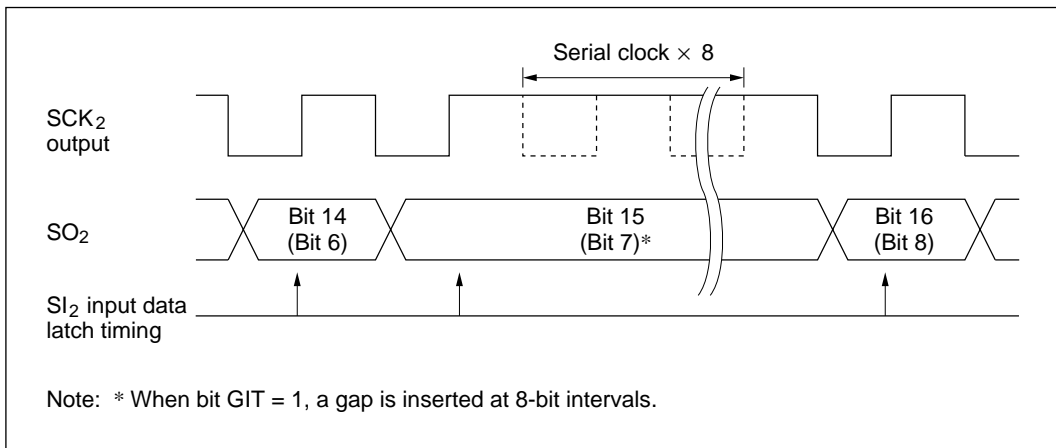 Serial clock × 8
SCK2
output
SO2
Bit 14
(Bit 6)
Bit 15
(Bit 7)*
Bit 16
(Bit 8)
SI2 input data
latch timing
Note: * When bit GIT = 1, a gap is inserted at 8-bit intervals.